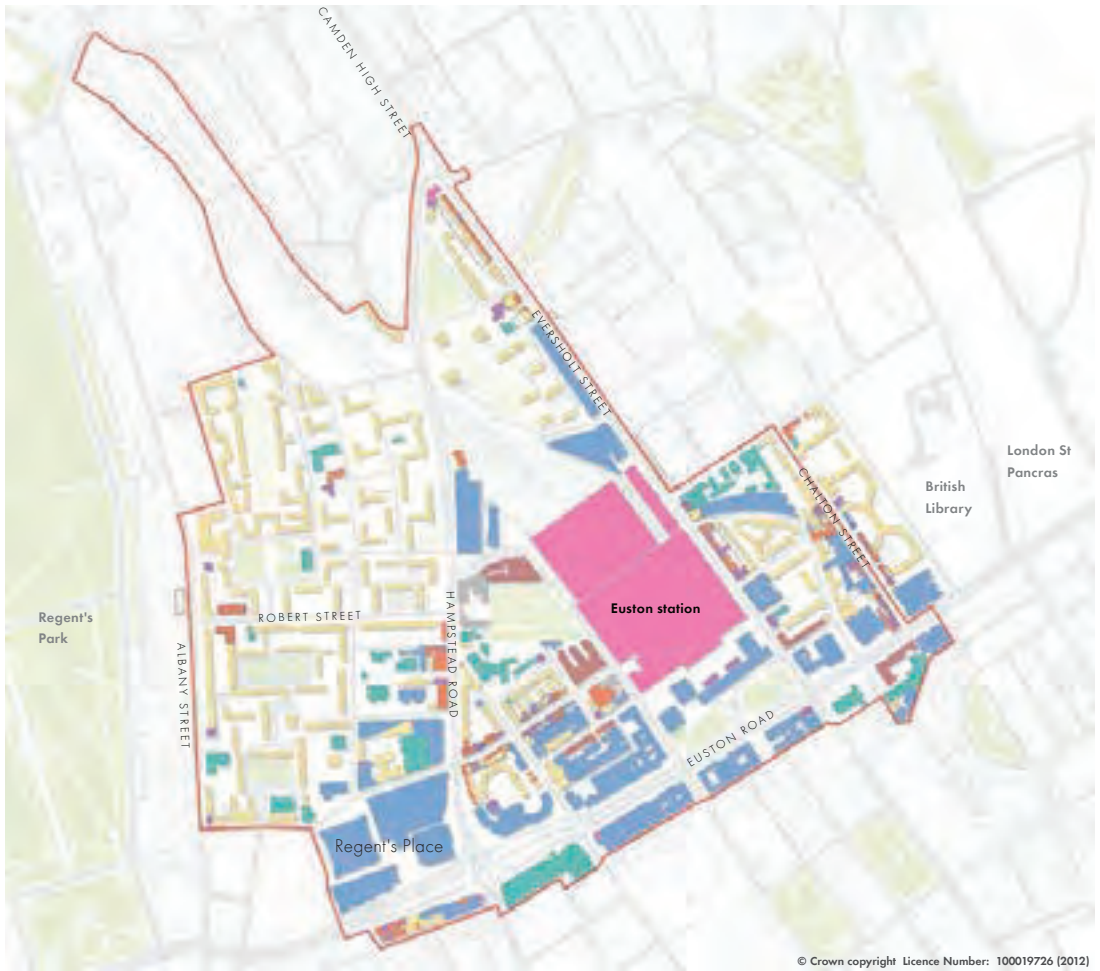 CAMDEN HIGH STREET
EVERSHOLT STREET
London St
Pancras
British
Library
CHALTON STREET
Euston station
Regent's
Park
ROBERT STREET
HAMPSTEAD ROAD
ALBANY STREET
EUSTON ROAD
Regent's Place
© Crown copyright Licence Number: 100019726 (2012)